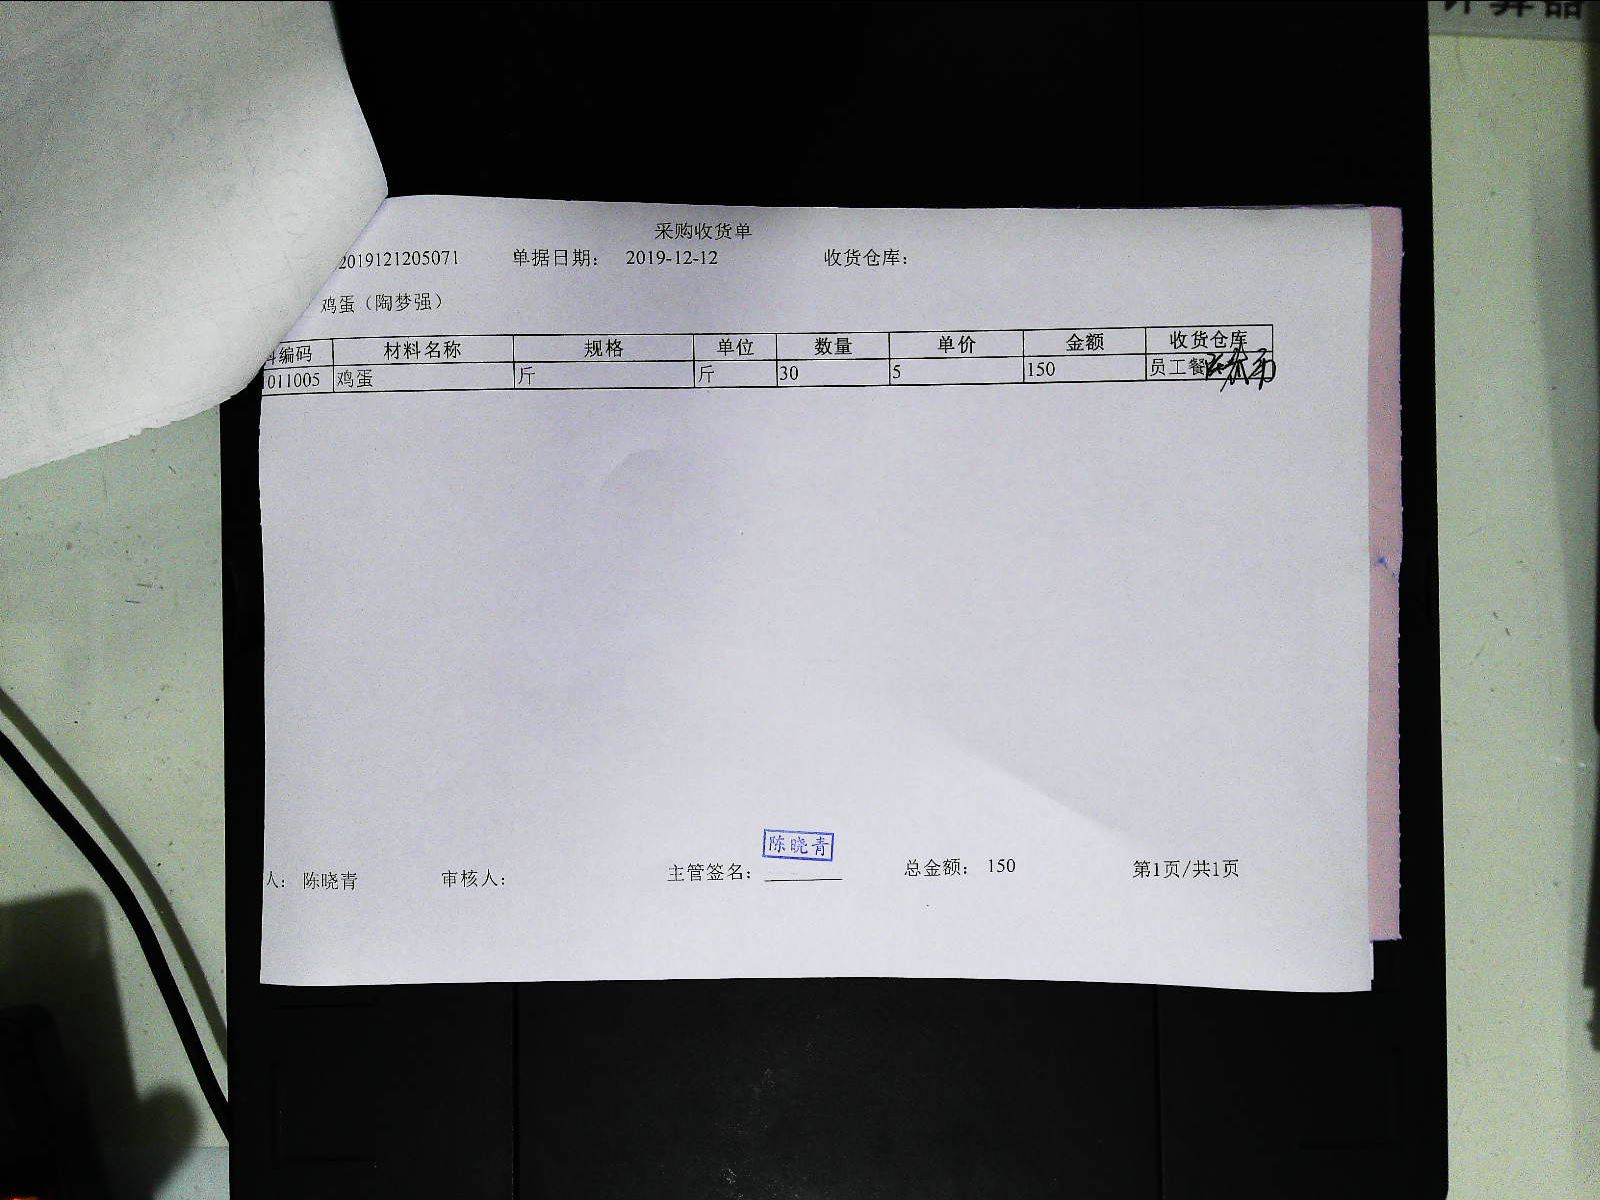 计算器
采购收货单
2019121205071 单据日期： 2019-12-12 收货仓库：
鸡蛋（陶梦强）
料编码 材料名称 规格 单位 数量 单价 金额 收货仓库
011005 鸡蛋 斤 斤 30 5 150 员工餐
陈晓青
人： 陈晓青 审核人： 主管签名： 总金额： 150 第1页/共1页